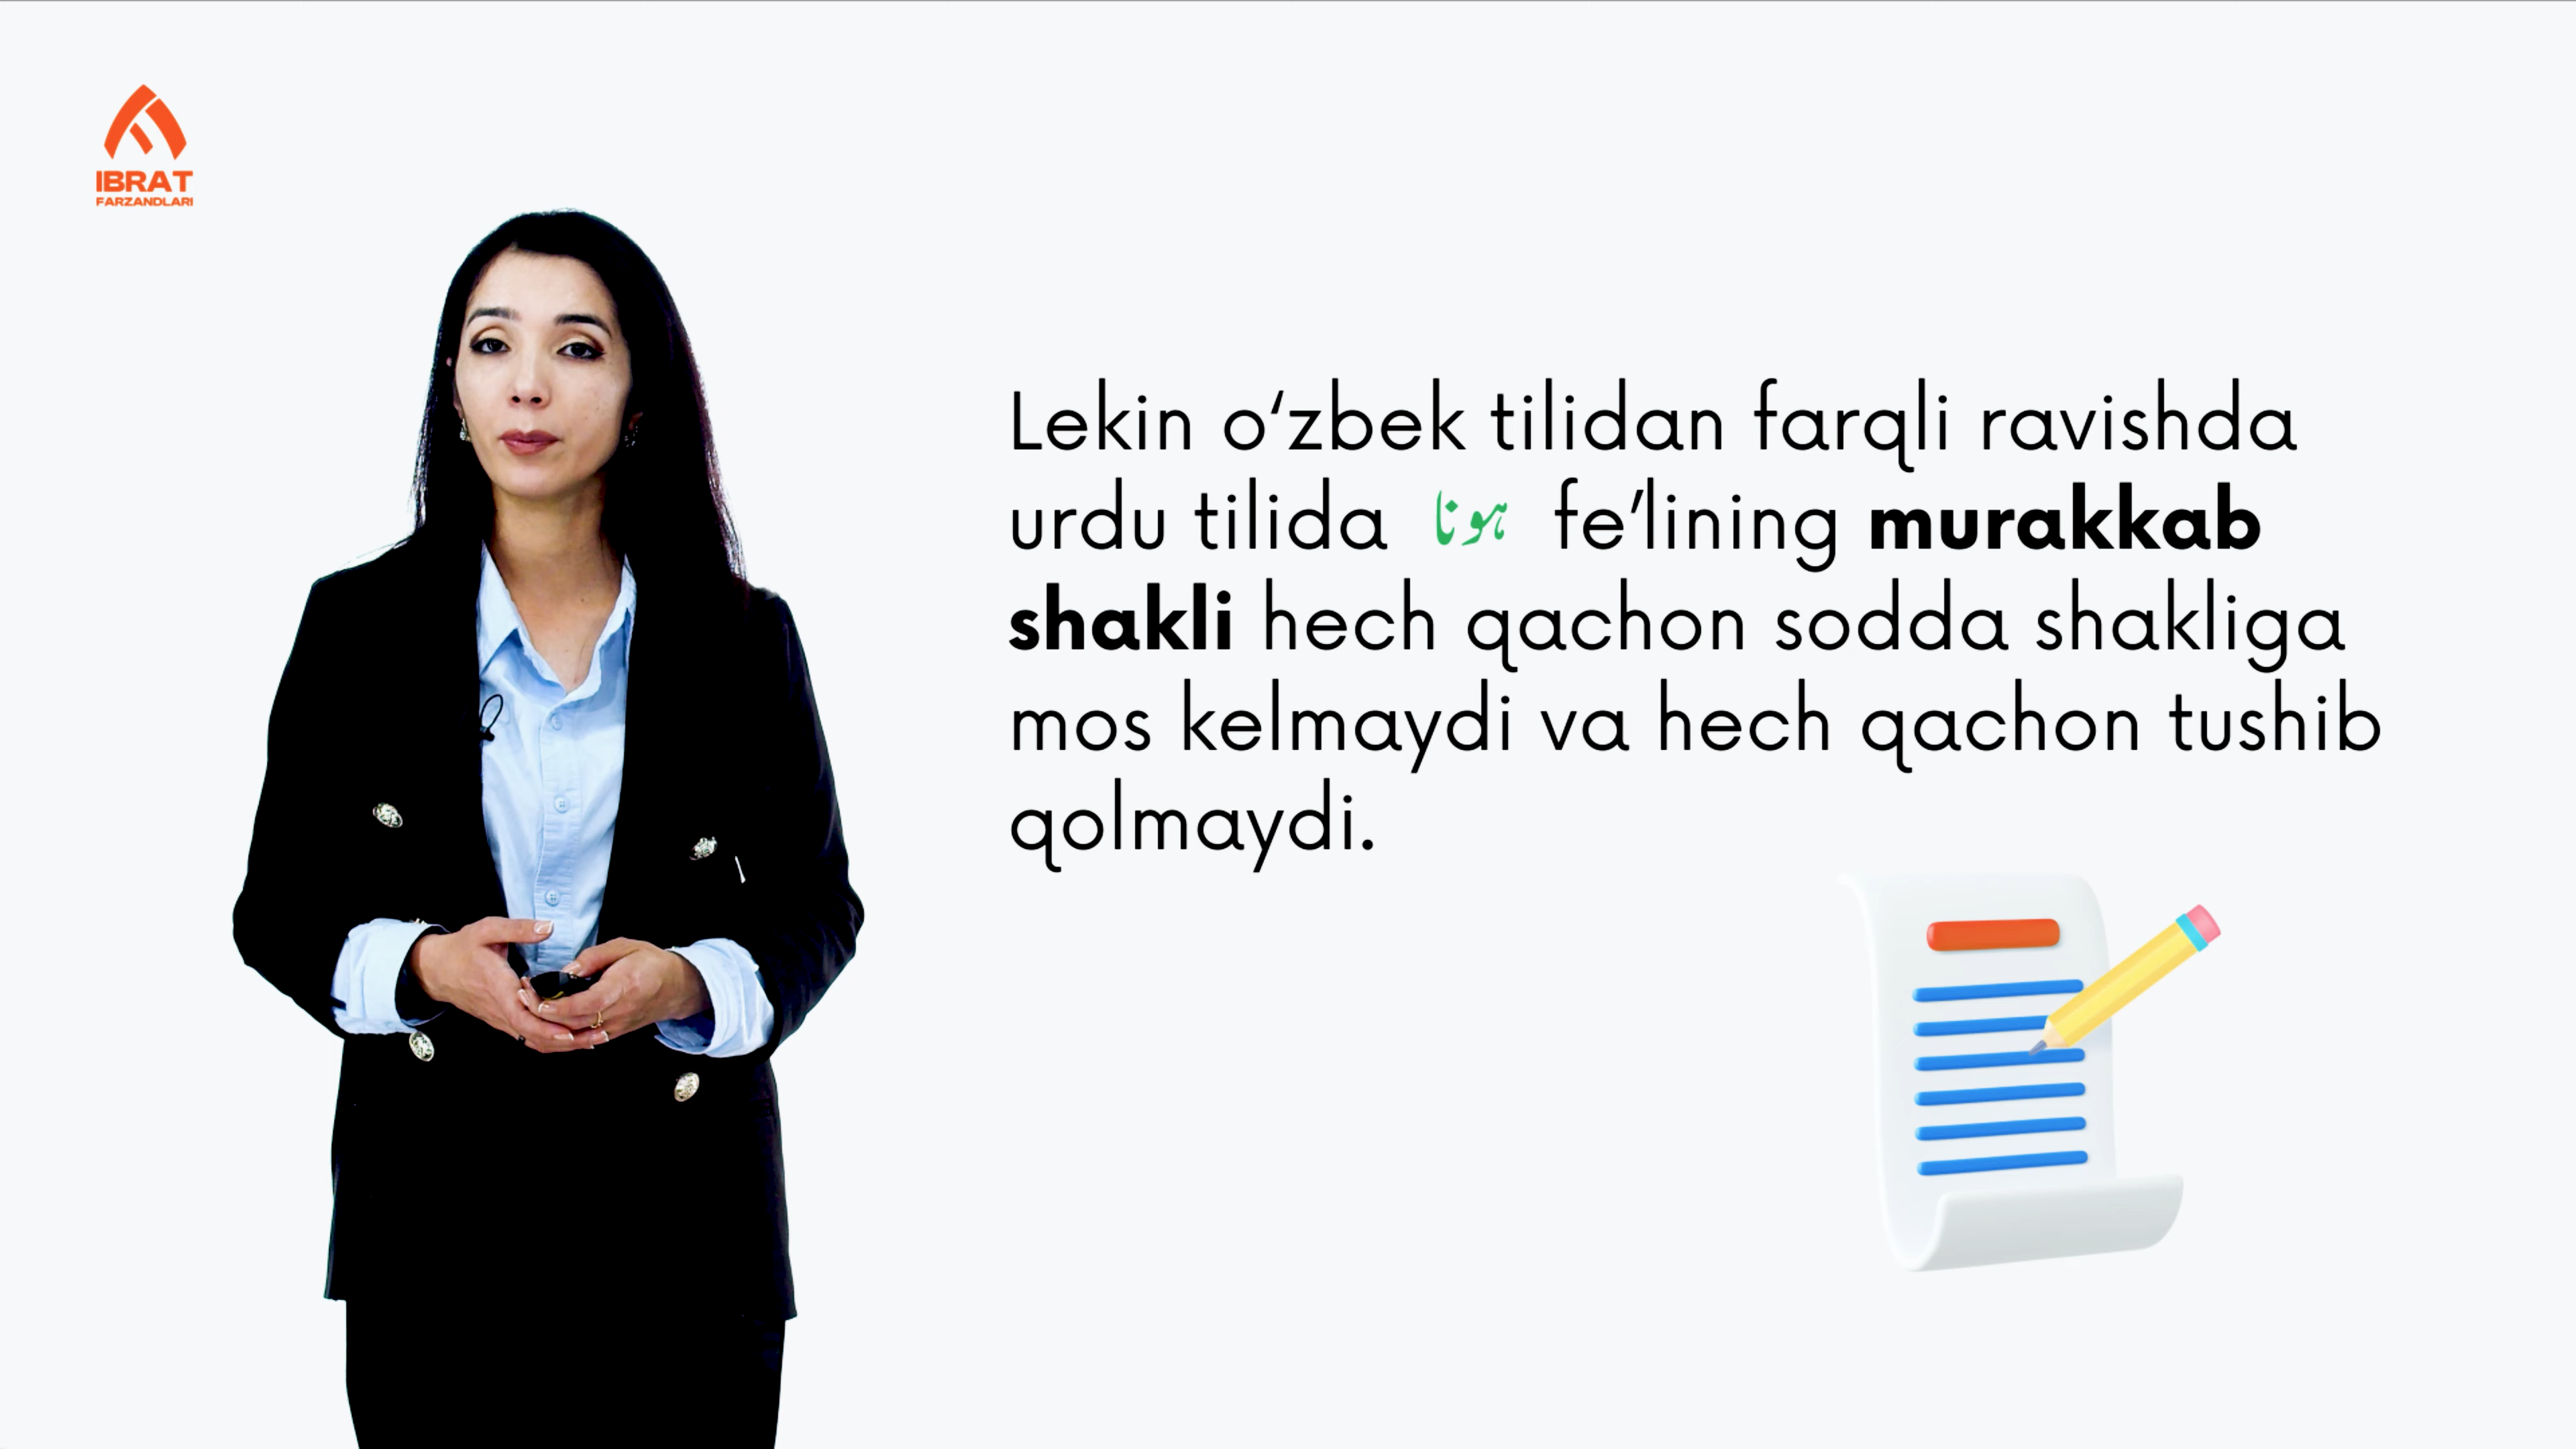 IBRAT
FARZANDLARI
Lekin o‘zbek tilidan farqli ravishda
urdu tilida ہونا fe’lining murakkab
shakli hech qachon sodda shakliga
mos kelmaydi va hech qachon tushib
qolmaydi.